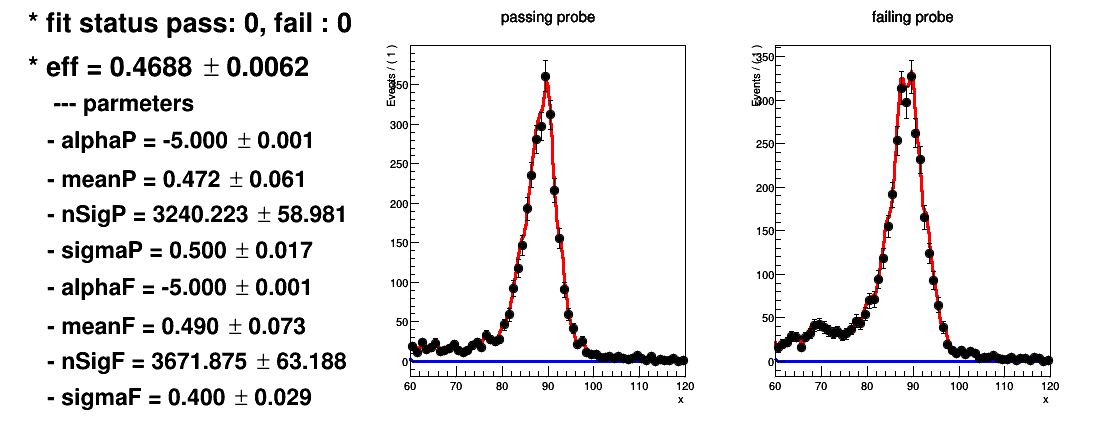 * fit status pass: 0, fail : 0
* eff = 0.4688 ± 0.0062
--- parmeters
- alphaP = -5.000 ± 0.001
- meanP = 0.472 ± 0.061
- nSigP = 3240.223 ± 58.981
- sigmaP = 0.500 ± 0.017
- alphaF = -5.000 ± 0.001
- meanF = 0.490 ± 0.073
- nSigF = 3671.875 ± 63.188
- sigmaF = 0.400 ± 0.029
passing probe
Events / ( 1 )
350
300
250
200
150
100
50
0
60 70 80 90 100 110 120
x
failing probe
Events / ( 1 )
350
300
250
200
150
100
50
0
60 70 80 90 100 110 120
x